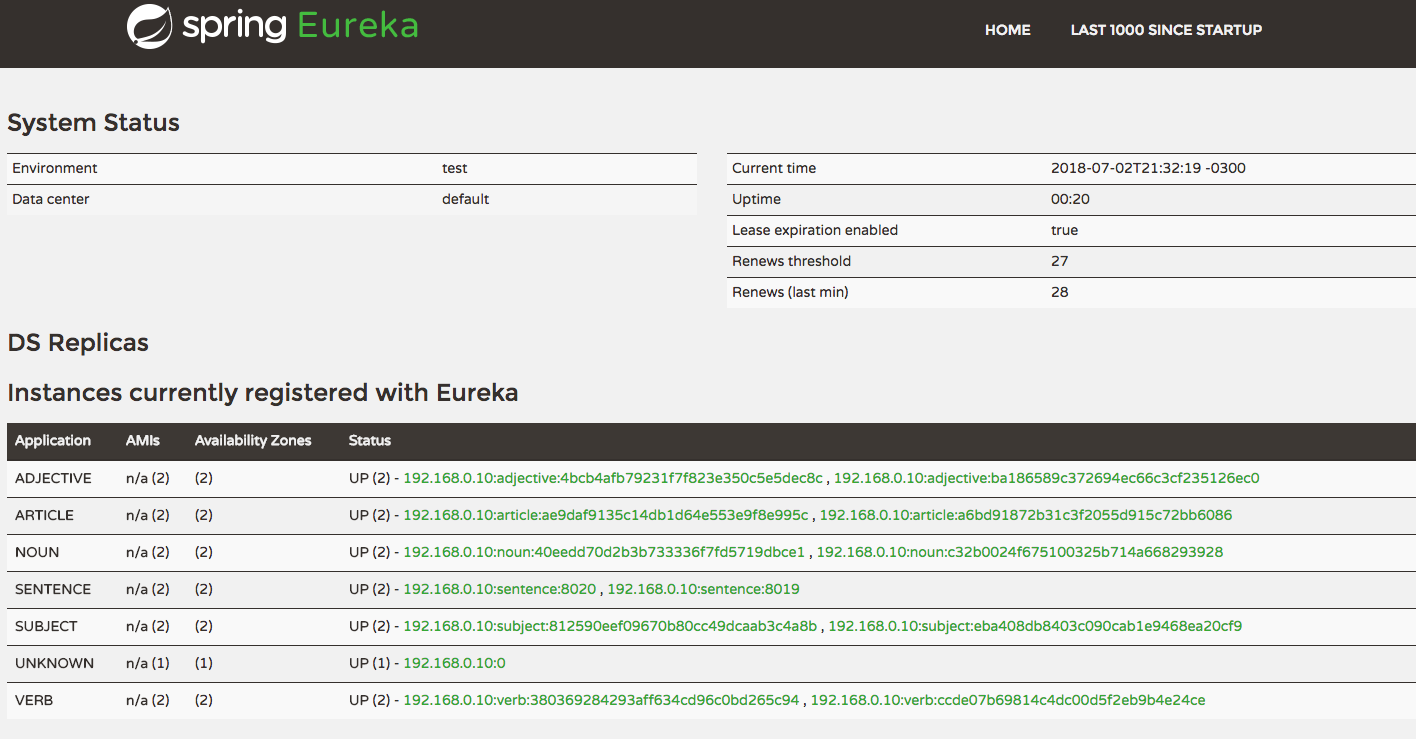 spring Eureka HOME LAST 1000 SINCE STARTUP
System Status
Environment test
Data center default
Current time 2018-07-02T21:32:19 -0300
Uptime 00:20
Lease expiration enabled true
Renews threshold 27
Renews (last min) 28
DS Replicas
Instances currently registered with Eureka
Application AMIs Availability Zones Status
ADJECTIVE n/a (2) (2) UP (2) - 192.168.0.10:adjective:4bcb4afb79231f7f823e350c5e5dec8c , 192.168.0.10:adjective:ba186589c372694ec66c3cf235126ec0
ARTICLE n/a (2) (2) UP (2) - 192.168.0.10:article:ae9daf9135c14db1d64e553e9f8e995c , 192.168.0.10:article:a6bd91872b31c3f2055d915c72bb6086
NOUN n/a (2) (2) UP (2) - 192.168.0.10:noun:40eedd70d2b3b733336f7fd5719dbce1 , 192.168.0.10:noun:c32b0024f675100325b714a668293928
SENTENCE n/a (2) (2) UP (2) - 192.168.0.10:sentence:8020 , 192.168.0.10:sentence:8019
SUBJECT n/a (2) (2) UP (2) - 192.168.0.10:subject:812590eef09670b80cc49dcaab3c4a8b , 192.168.0.10:subject:eba408db8403c090cab1e9468ea20cf9
UNKNOWN n/a (1) (1) UP (1) - 192.168.0.10:0
VERB n/a (2) (2) UP (2) - 192.168.0.10:verb:380369284293aff634cd96c0bd265c94 , 192.168.0.10:verb:ccde07b69814c4dc00d5f2eb9b4e24ce